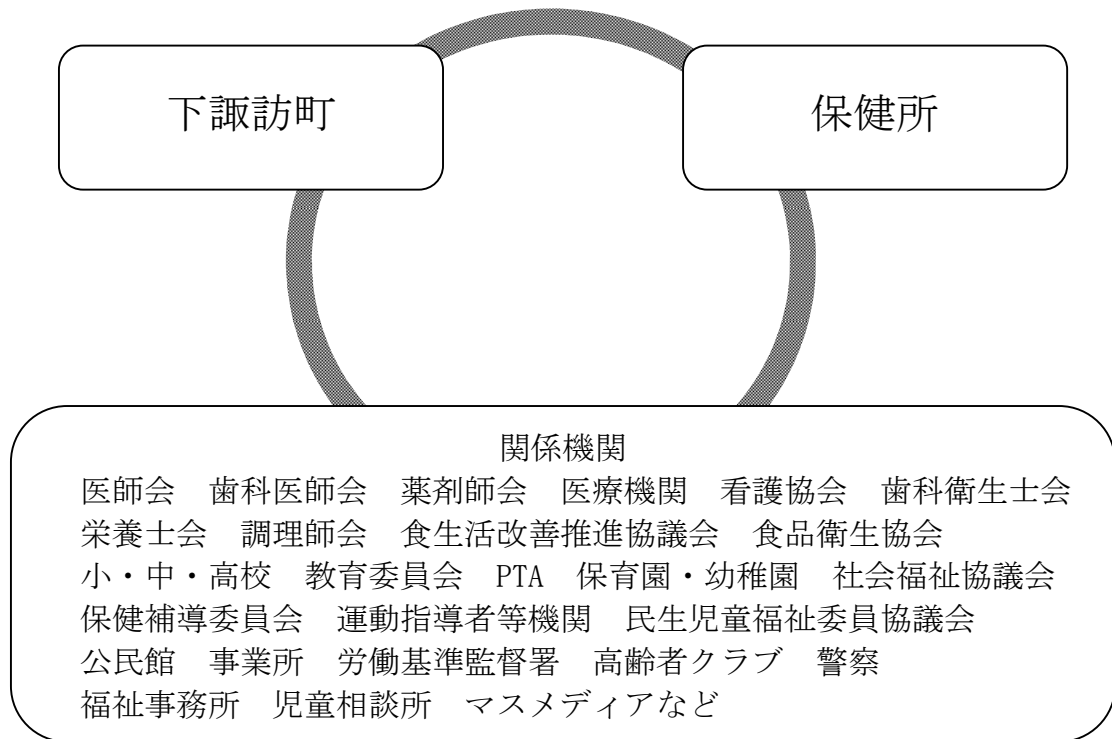 下諏訪町
保健所
関係機関
医師会　歯科医師会　薬剤師会　医療機関　看護協会　歯科衛生士会
栄養士会　調理師会　食生活改善推進協議会　食品衛生協会
小・中・高校　教育委員会　PTA　保育園・幼稚園　社会福祉協議会
保健補導委員会　運動指導者等機関　民生児童福祉委員協議会
公民館　事業所　労働基準監督署　高齢者クラブ　警察
福祉事務所　児童相談所　マスメディアなど